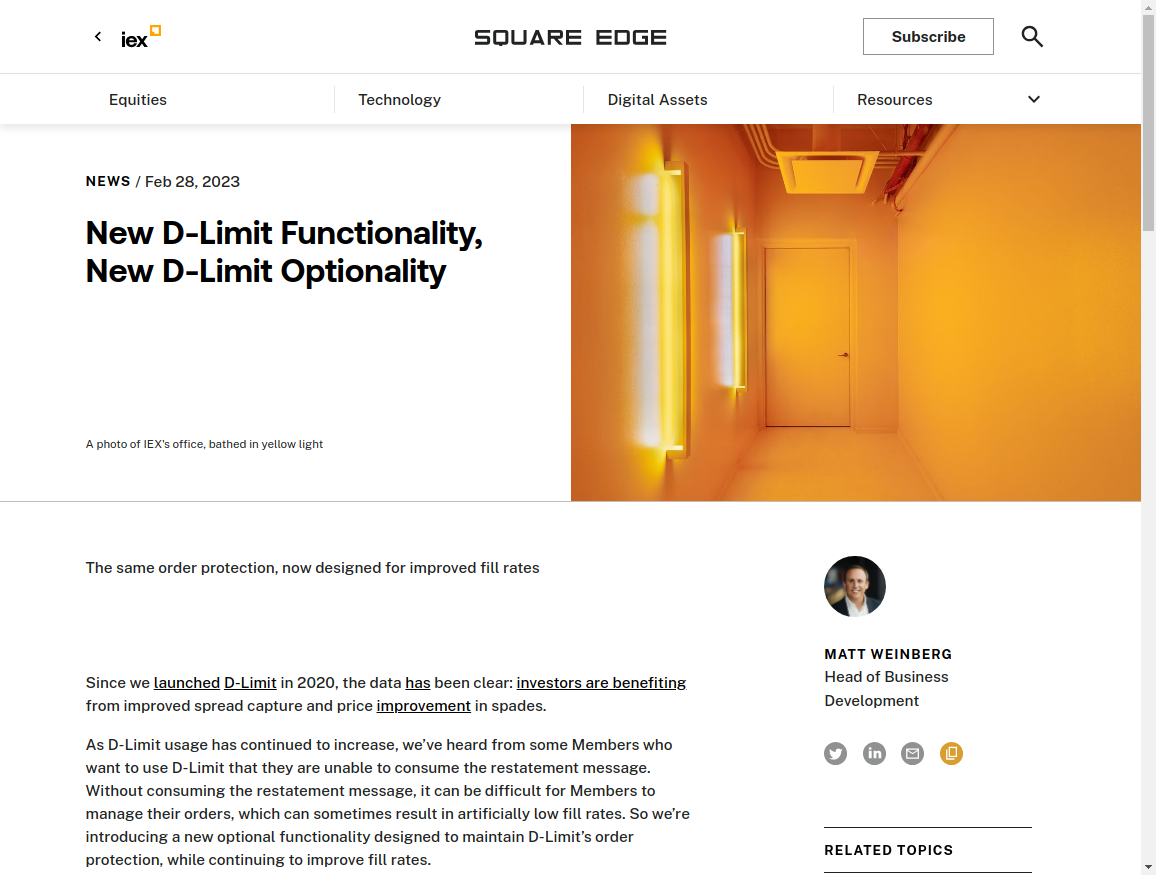 iex
SQUARE EDGE
Subscribe
Equities
Technology
Digital Assets
Resources
NEWS / Feb 28, 2023
New D-Limit Functionality,
New D-Limit Optionality
A photo of IEX's office, bathed in yellow light
The same order protection, now designed for improved fill rates
Since we launched D-Limit in 2020, the data has been clear: investors are benefiting
from improved spread capture and price improvement in spades.
As D-Limit usage has continued to increase, we’ve heard from some Members who
want to use D-Limit that they are unable to consume the restatement message.
Without consuming the restatement message, it can be difficult for Members to
manage their orders, which can sometimes result in artificially low fill rates. So we’re
introducing a new optional functionality designed to maintain D-Limit’s order
protection, while continuing to improve fill rates.
MATT WEINBERG
Head of Business
Development
in
RELATED TOPICS